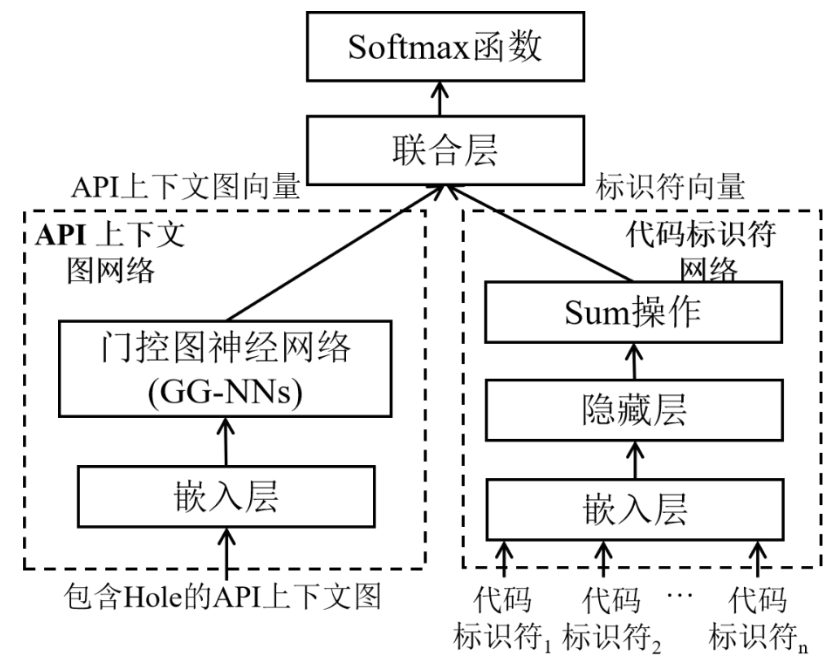 Softmax函数
联合层
API上下文图向量
标识符向量
API 上下文
图网络
代码标识符
网络
Sum操作
门控图神经网络
(GG-NNs)
隐藏层
嵌入层
嵌入层
包含Hole的API上下文图
代码 代码 … 代码
标识符1 标识符2 标识符n